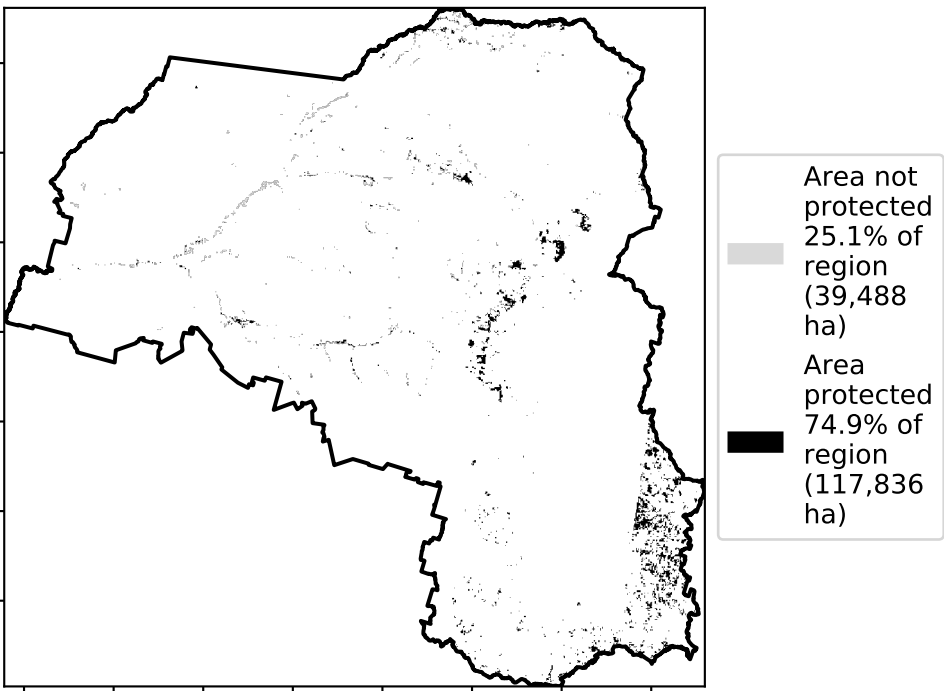 Area not
protected
25.1% of
region
(39,488
ha)
Area
protected
74.9% of
region
(117,836
ha)